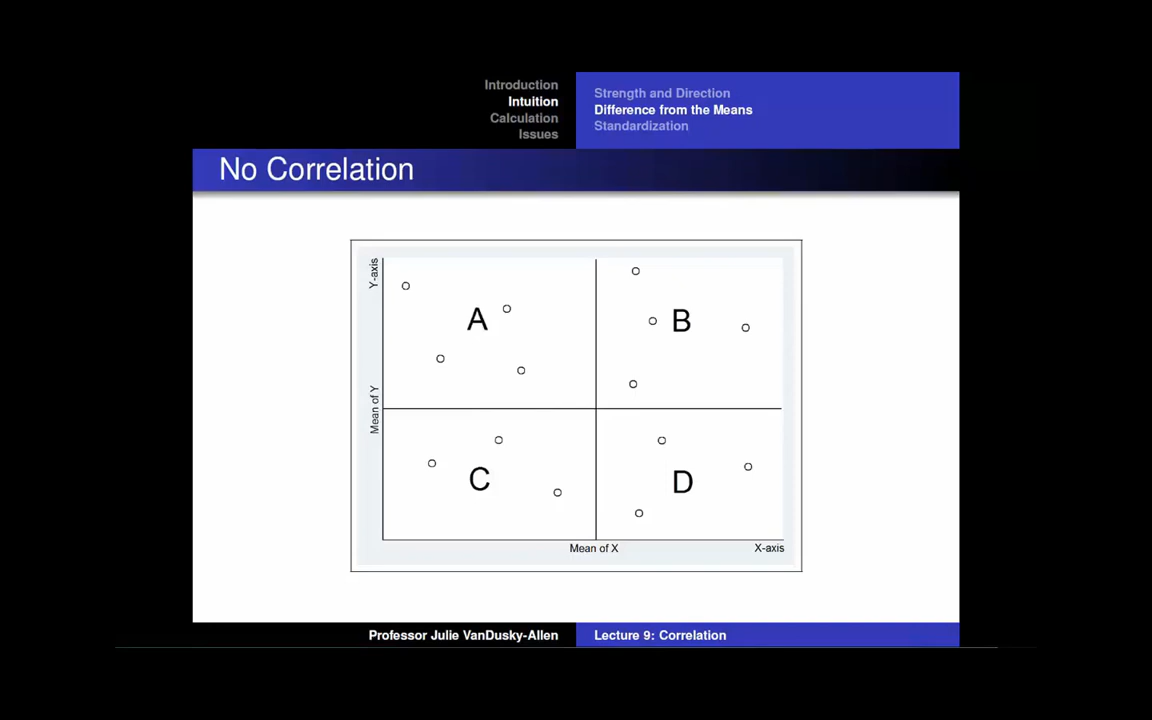 Introduction
Intuition
Calculation
Issues
Strength and Direction
Difference from the Means
Standardization
No Correlation
Y-axis
A
B
Mean of Y
C
D
Mean of X
X-axis
Professor Julie VanDusky-Allen
Lecture 9: Correlation